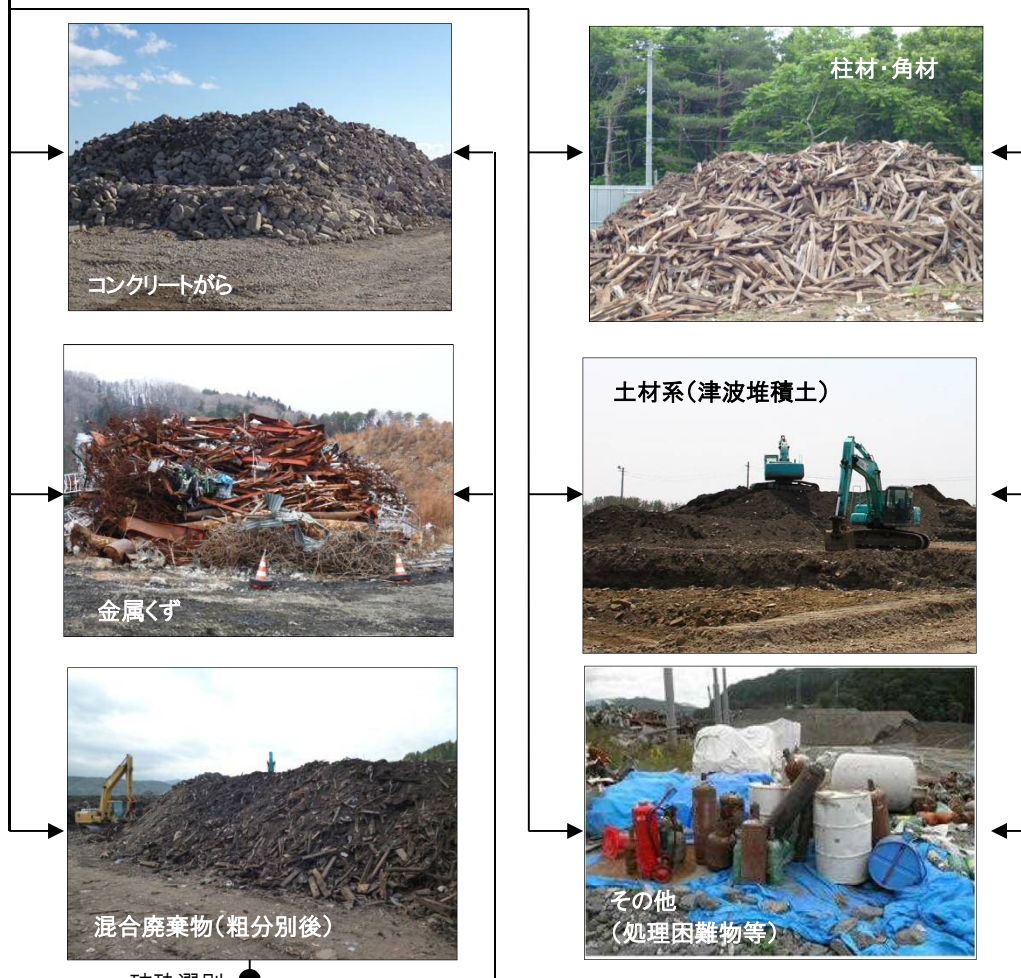 柱材・角材
コンクリートがら
土材系(津波堆積土)
金属くず
混合廃棄物(粗分別後)
その他
(処理困難物等)